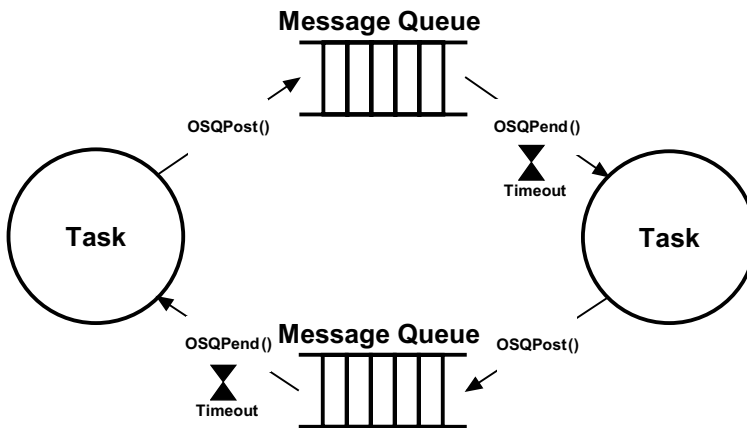 Message Queue
OSQPost()
OSQPend()
Timeout
Task
Task
Message Queue
OSQPend()
OSQPost()
Timeout